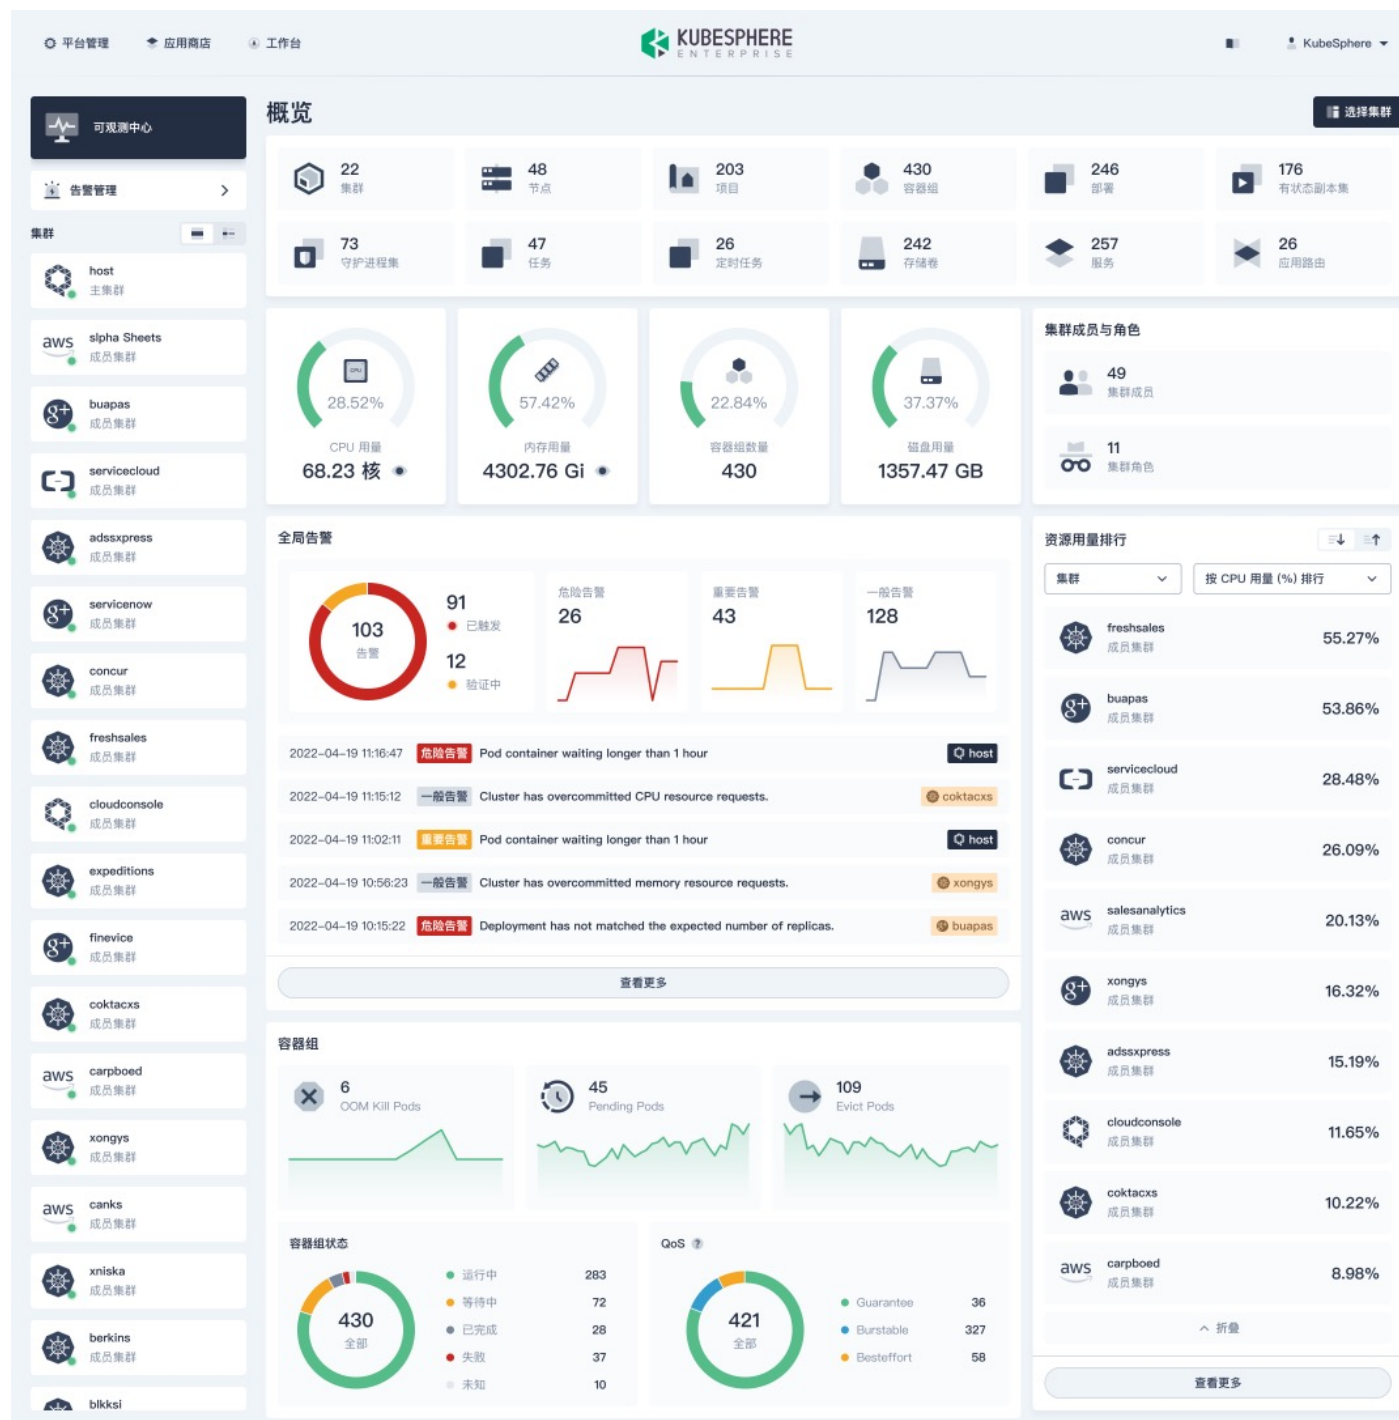 平台管理 应用商店 工作台 KUBESPHERE KubeSphere
ENTERPRISE
可观测中心
告警管理
集群
host
主集群
aws slpha Sheets
成员集群
g+ buapas
成员集群
servicecloud
成员集群
adssxpress
成员集群
g+ servicenow
成员集群
concur
成员集群
freshsales
成员集群
cloudconsole
成员集群
expeditions
成员集群
g+ finevice
成员集群
coktacxs
成员集群
aws carpboed
成员集群
xongys
成员集群
aws canks
成员集群
xniska
成员集群
berkins
成员集群
blkksi
概览 选择集群
22 48 203 430 246 176
集群 节点 项目 容器组 部署 有状态副本集
73 47 26 242 257 26
守护进程集 任务 定时任务 存储卷 服务 应用路由
CPU
28.52% 57.42% 22.84% 37.37%
CPU 用量 内存用量 容器组数量 磁盘用量
68.23 核 4302.76 Gi 430 1357.47 GB
集群成员与角色
49
集群成员
11
集群角色
全局告警
103
告警
91
已触发
12
验证中
危险告警 重要告警 一般告警
26 43 128
2022-04-19 11:16:47 危险告警 Pod container waiting longer than 1 hour host
2022-04-19 11:15:12 一般告警 Cluster has overcommitted CPU resource requests. coktacxs
2022-04-19 11:02:11 重要告警 Pod container waiting longer than 1 hour host
2022-04-19 10:56:23 一般告警 Cluster has overcommitted memory resource requests. xongys
2022-04-19 10:15:22 危险告警 Deployment has not matched the expected number of replicas. buapas
查看更多
容器组
6 45 109
OOM Kill Pods Pending Pods Evict Pods
容器组状态
430
全部
运行中 283
等待中 72
已完成 28
失败 37
未知 10
QoS ?
421
全部
Guarantee 36
Burstable 327
Besteffort 58
资源用量排行
集群 按 CPU 用量 (%) 排行
freshsales 55.27%
成员集群
g+ buapas 53.86%
成员集群
servicecloud 28.48%
成员集群
concur 26.09%
成员集群
aws salesanalytics 20.13%
成员集群
g+ xongys 16.32%
成员集群
adssxpress 15.19%
成员集群
cloudconsole 11.65%
成员集群
coktacxs 10.22%
成员集群
aws carpboed 8.98%
成员集群
折叠
查看更多